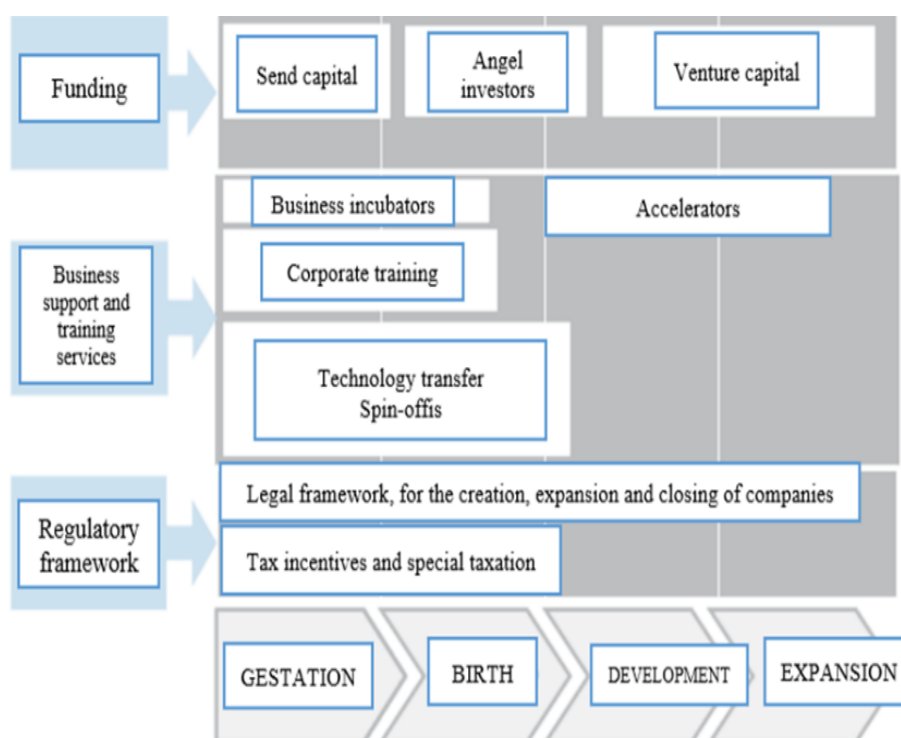 Funding
Send capital
Angel
investors
Venture capital
Business
support and
training
services
Business incubators
Accelerators
Corporate training
Technology transfer
Spin-offis
Regulatory
framework
Legal framework, for the creation, expansion and closing of companies
Tax incentives and special taxation
GESTATION
BIRTH
DEVELOPMENT
EXPANSION